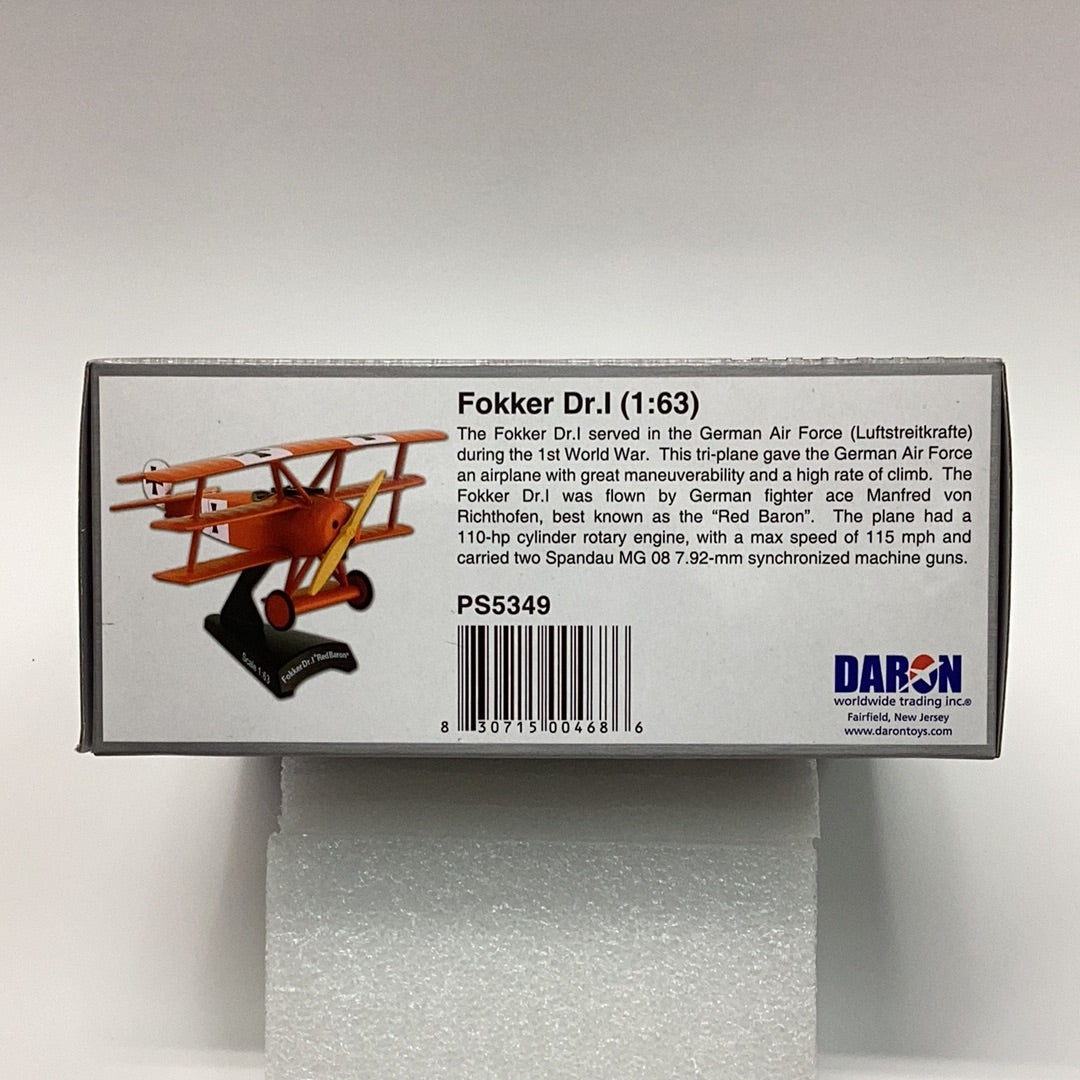 Fokker Dr.I (1:63)
The Fokker Dr.I served in the German Air Force (Luftstreitkrafte)
during the 1st World War. This tri-plane gave the German Air Force
an airplane with great maneuverability and a high rate of climb. The
Fokker Dr.I was flown by German fighter ace Manfred von
Richthofen, best known as the “Red Baron”. The plane had a
110-hp cylinder rotary engine, with a max speed of 115 mph and
carried two Spandau MG 08 7.92-mm synchronized machine guns.
PS5349
8 30715 00468 6
Scale 1:63
Fokker Dr.I "Red Baron"
DARON
worldwide trading inc.®
Fairfield, New Jersey
www.darontoys.com